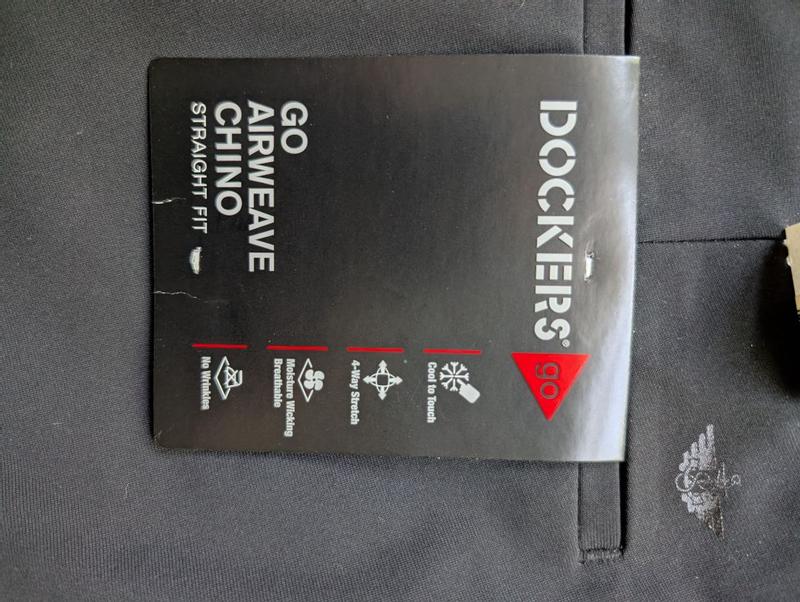 DOCKERS®
go
GO
AIRWEAVE
CHINO
STRAIGHT FIT
Cool to Touch
4-Way Stretch
Moisture Wicking
Breathable
No Wrinkles